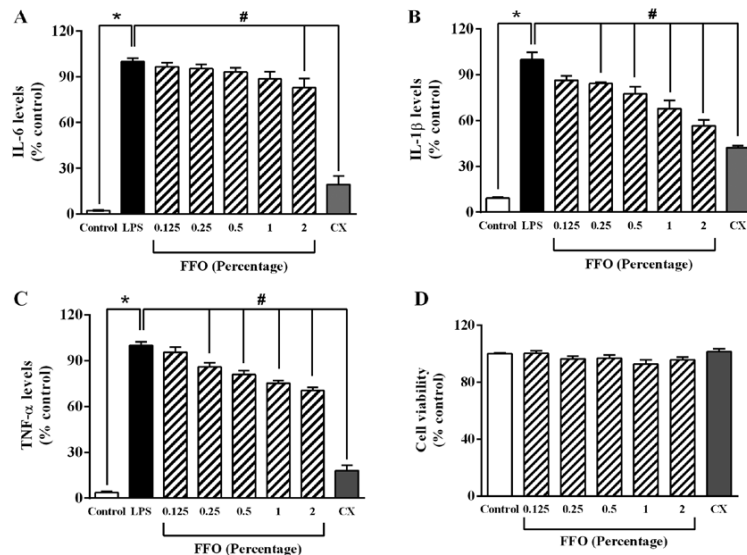 A
IL-6 levels
(% control)
120
90
60
30
0
*
#
Control LPS 0.125 0.25 0.5 1 2 CX
FFO (Percentage)
B
IL-1β levels
(% control)
120
90
60
30
0
*
#
Control LPS 0.125 0.25 0.5 1 2 CX
FFO (Percentage)
C
TNF-α levels
(% control)
120
90
60
30
0
*
#
Control LPS 0.125 0.25 0.5 1 2 CX
FFO (Percentage)
D
Cell viability
(% control)
120
80
40
0
Control 0.125 0.25 0.5 1 2 CX
FFO (Percentage)